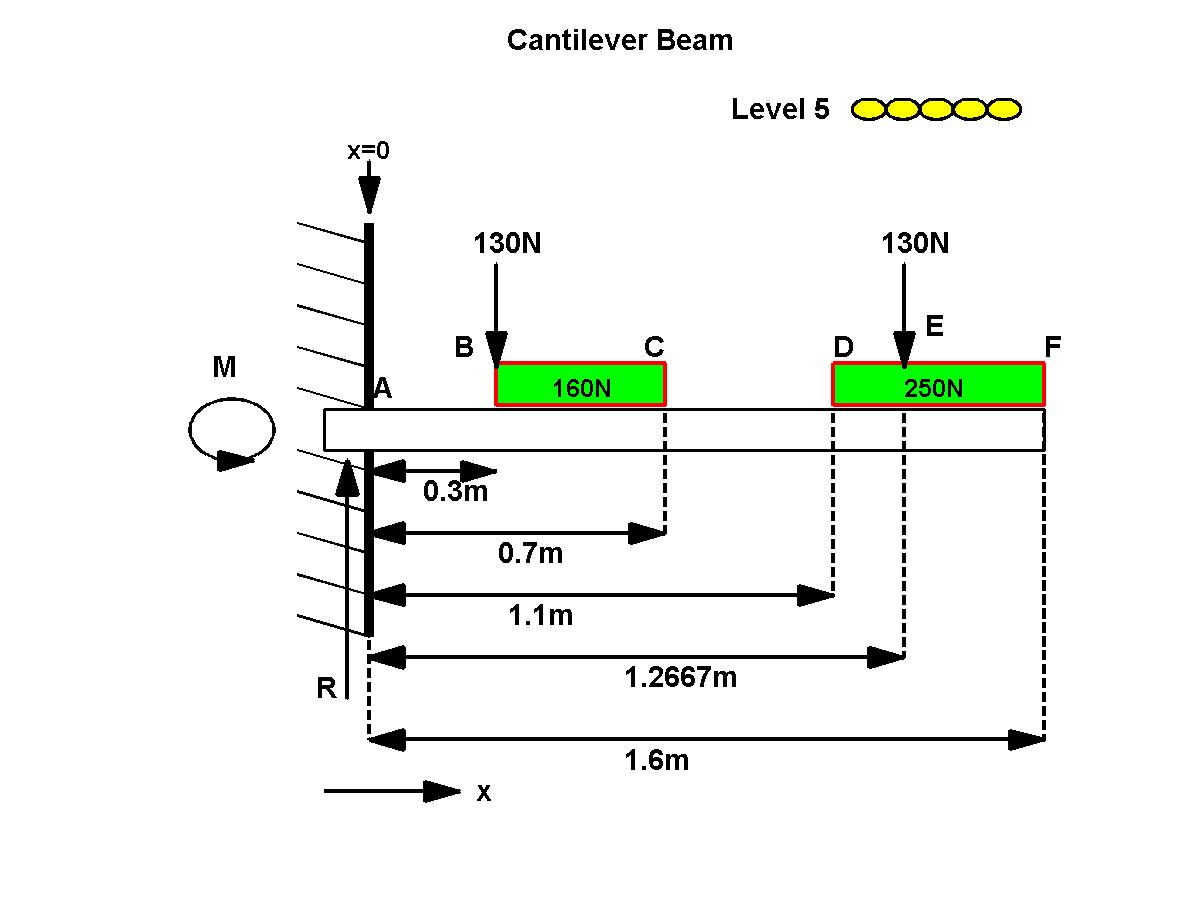 Cantilever Beam
Level 5
x=0
130N
130N
E
B
C
D
F
M
A
160N
250N
0.3m
0.7m
1.1m
1.2667m
R
1.6m
x